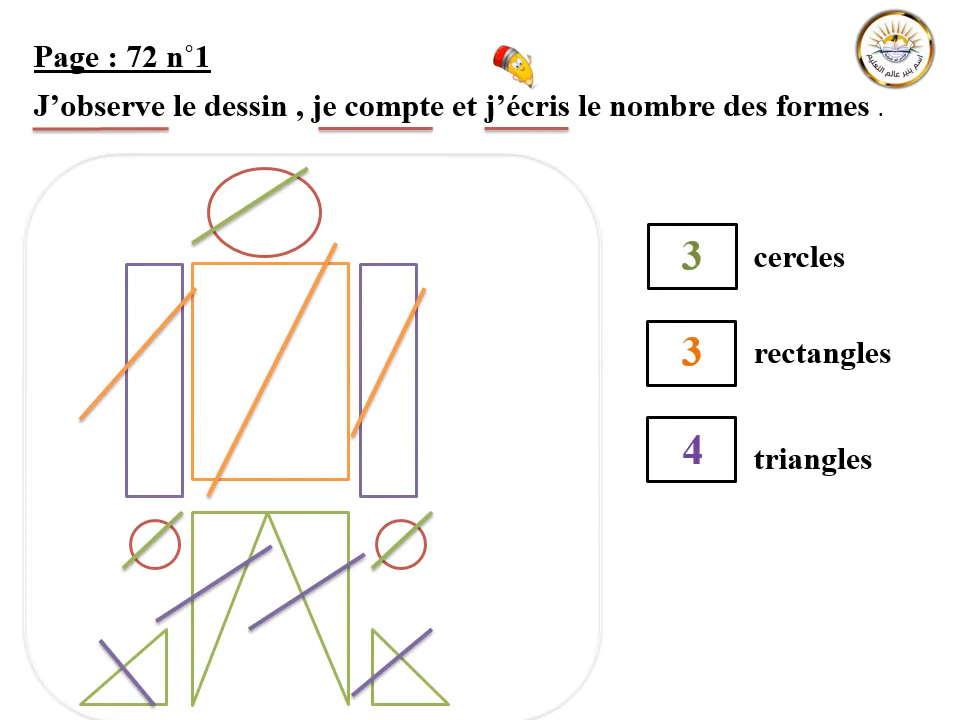 Page : 72 n°1
J’observe le dessin , je compte et j’écris le nombre des formes .
3 cercles
3 rectangles
4 triangles